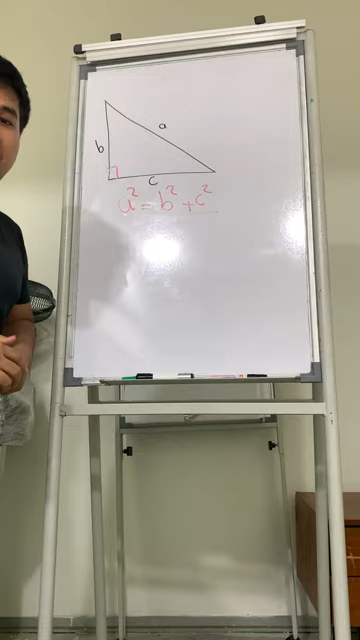 a
b
c
a² = b² + c²